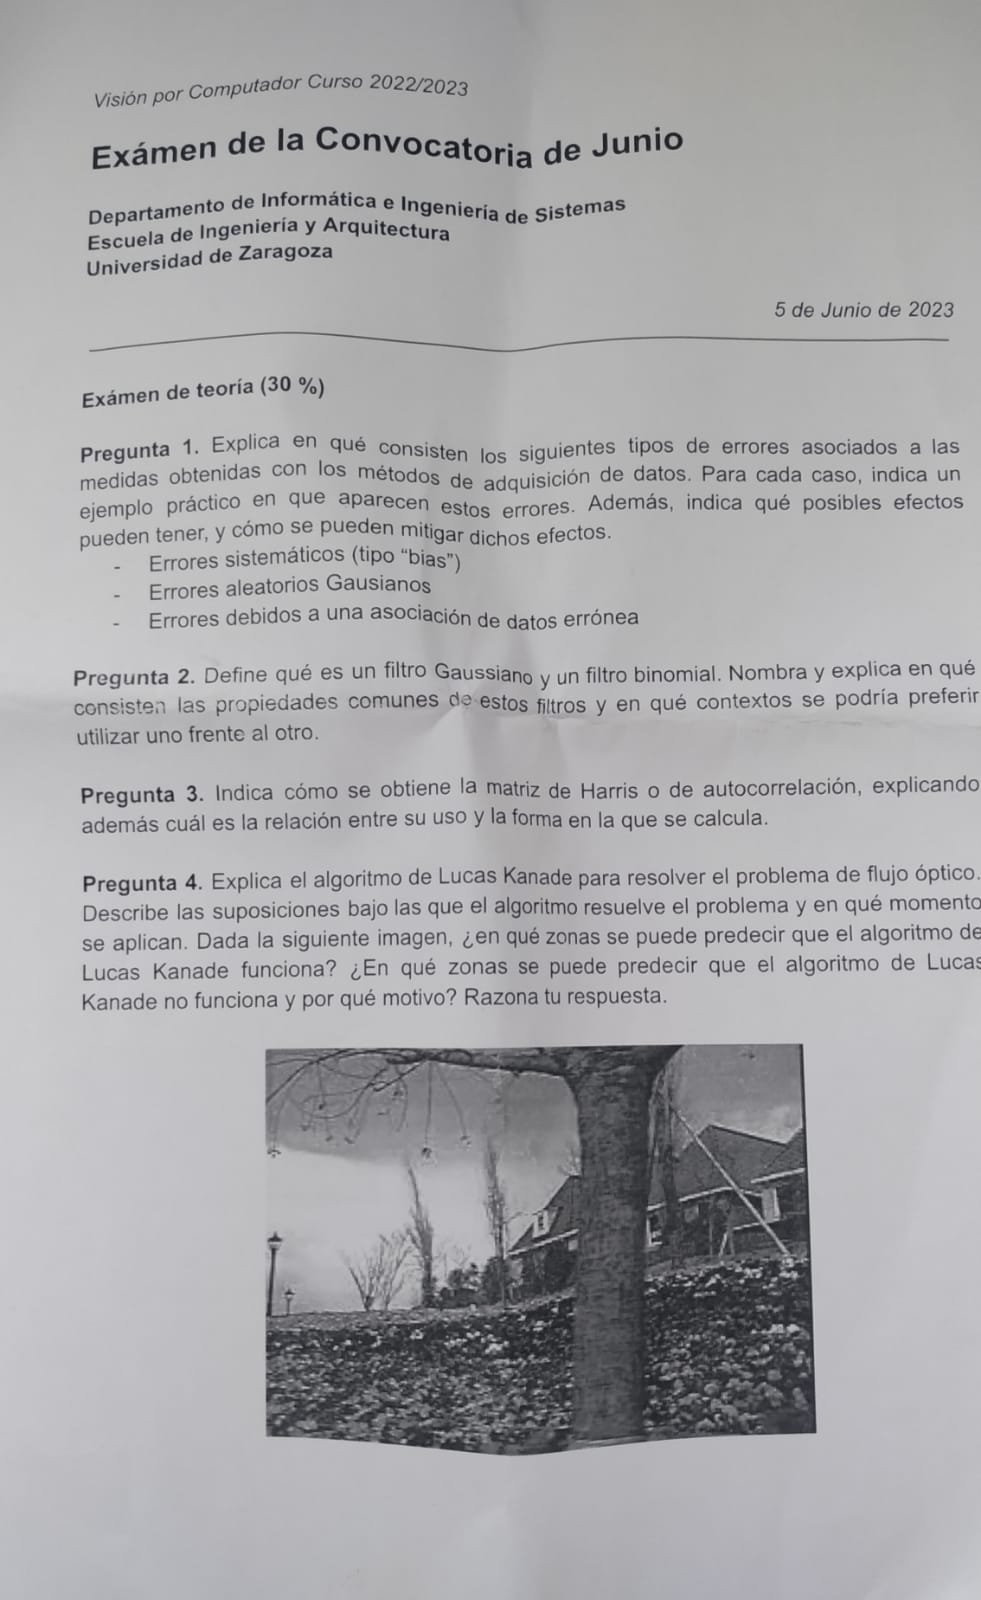 Visión por Computador Curso 2022/2023
Exámen de la Convocatoria de Junio
Departamento de Informática e Ingeniería de Sistemas
Escuela de Ingeniería y Arquitectura
Universidad de Zaragoza
5 de Junio de 2023
Exámen de teoría (30 %)
Pregunta 1. Explica en qué consisten los siguientes tipos de errores asociados a las
medidas obtenidas con los métodos de adquisición de datos. Para cada caso, indica un
ejemplo práctico en que aparecen estos errores. Además, indica qué posibles efectos
pueden tener, y cómo se pueden mitigar dichos efectos.
- Errores sistemáticos (tipo “bias”)
- Errores aleatorios Gausianos
- Errores debidos a una asociación de datos errónea
Pregunta 2. Define qué es un filtro Gaussiano y un filtro binomial. Nombra y explica en qué
consisten las propiedades comunes de estos filtros y en qué contextos se podría preferir
utilizar uno frente al otro.
Pregunta 3. Indica cómo se obtiene la matriz de Harris o de autocorrelación, explicando
además cuál es la relación entre su uso y la forma en la que se calcula.
Pregunta 4. Explica el algoritmo de Lucas Kanade para resolver el problema de flujo óptico.
Describe las suposiciones bajo las que el algoritmo resuelve el problema y en qué momento
se aplican. Dada la siguiente imagen, ¿en qué zonas se puede predecir que el algoritmo de
Lucas Kanade funciona? ¿En qué zonas se puede predecir que el algoritmo de Lucas
Kanade no funciona y por qué motivo? Razona tu respuesta.